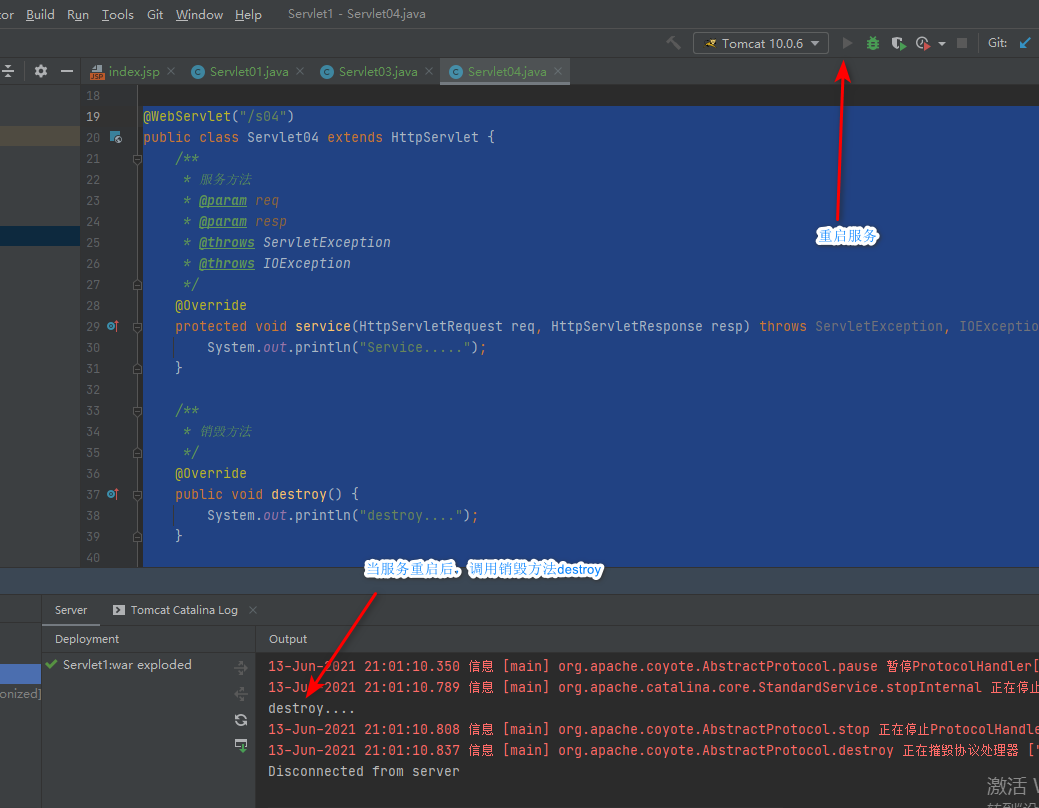 or Build Run Tools Git Window Help Servlet1 - Servlet04.java
Tomcat 10.0.6 Git:
index.jsp Servlet01.java Servlet03.java Servlet04.java
18
19 @WebServlet("/s04")
20 public class Servlet04 extends HttpServlet {
21 /**
22 * 服务方法
23 * @param req
24 * @param resp
25 * @throws ServletException
26 * @throws IOException
27 */
28 @Override
29 protected void service(HttpServletRequest req, HttpServletResponse resp) throws ServletException, IOExceptio
30 System.out.println("Service.....");
31 }
32
33 /**
34 * 销毁方法
35 */
36 @Override
37 public void destroy() {
38 System.out.println("destroy....");
39 }
40
重启服务
当服务重启后，调用销毁方法destroy
Server Tomcat Catalina Log
Deployment Output
Servlet1:war exploded
onized]
13-Jun-2021 21:01:10.350 信息 [main] org.apache.coyote.AbstractProtocol.pause 暂停ProtocolHandler[
13-Jun-2021 21:01:10.789 信息 [main] org.apache.catalina.core.StandardService.stopInternal 正在停止
destroy....
13-Jun-2021 21:01:10.808 信息 [main] org.apache.coyote.AbstractProtocol.stop 正在停止ProtocolHandle
13-Jun-2021 21:01:10.837 信息 [main] org.apache.coyote.AbstractProtocol.destroy 正在摧毁协议处理器 ["
Disconnected from server
激活 W